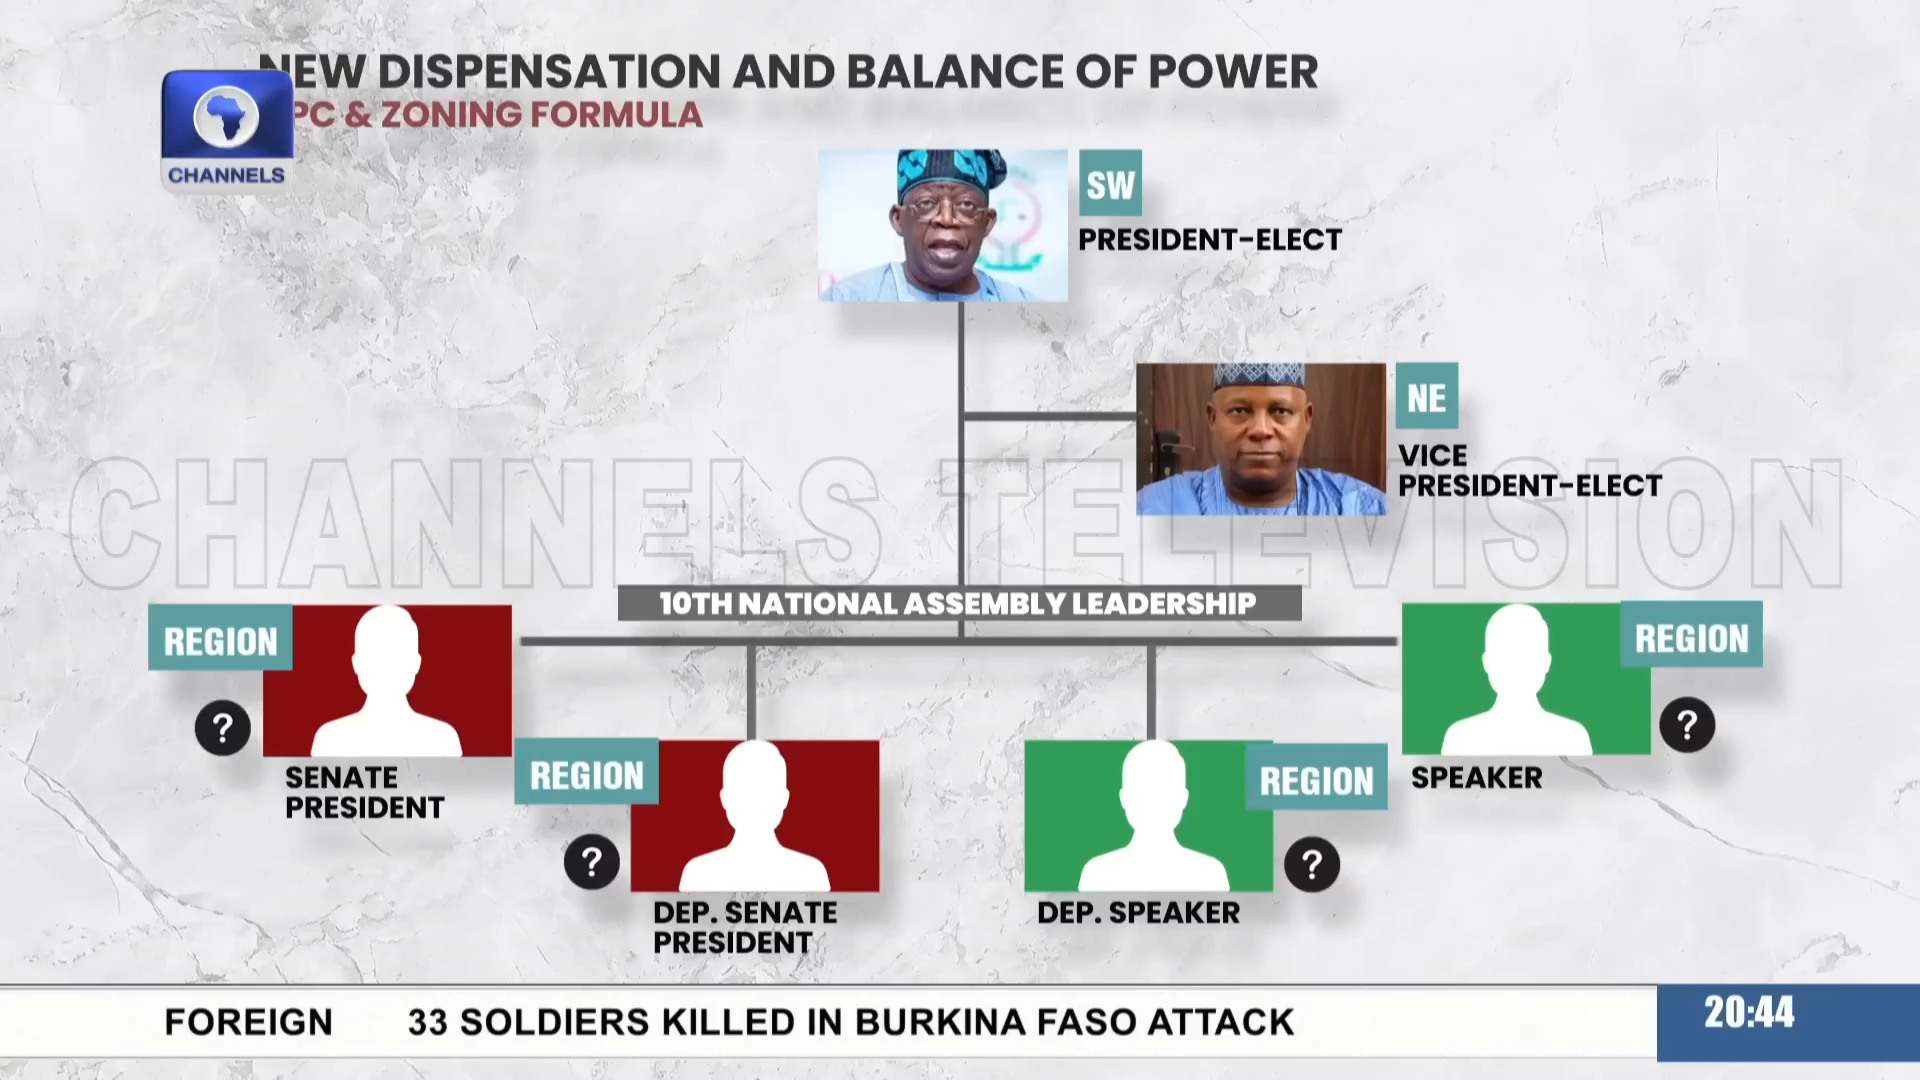 NEW DISPENSATION AND BALANCE OF POWER
PC & ZONING FORMULA
CHANNELS
SW
PRESIDENT-ELECT
NE
VICE
PRESIDENT-ELECT
CHANNELS TELEVISION
10TH NATIONAL ASSEMBLY LEADERSHIP
REGION
?
SENATE
PRESIDENT
REGION
?
DEP. SENATE
PRESIDENT
REGION
?
DEP. SPEAKER
REGION
?
SPEAKER
FOREIGN 33 SOLDIERS KILLED IN BURKINA FASO ATTACK
20:44